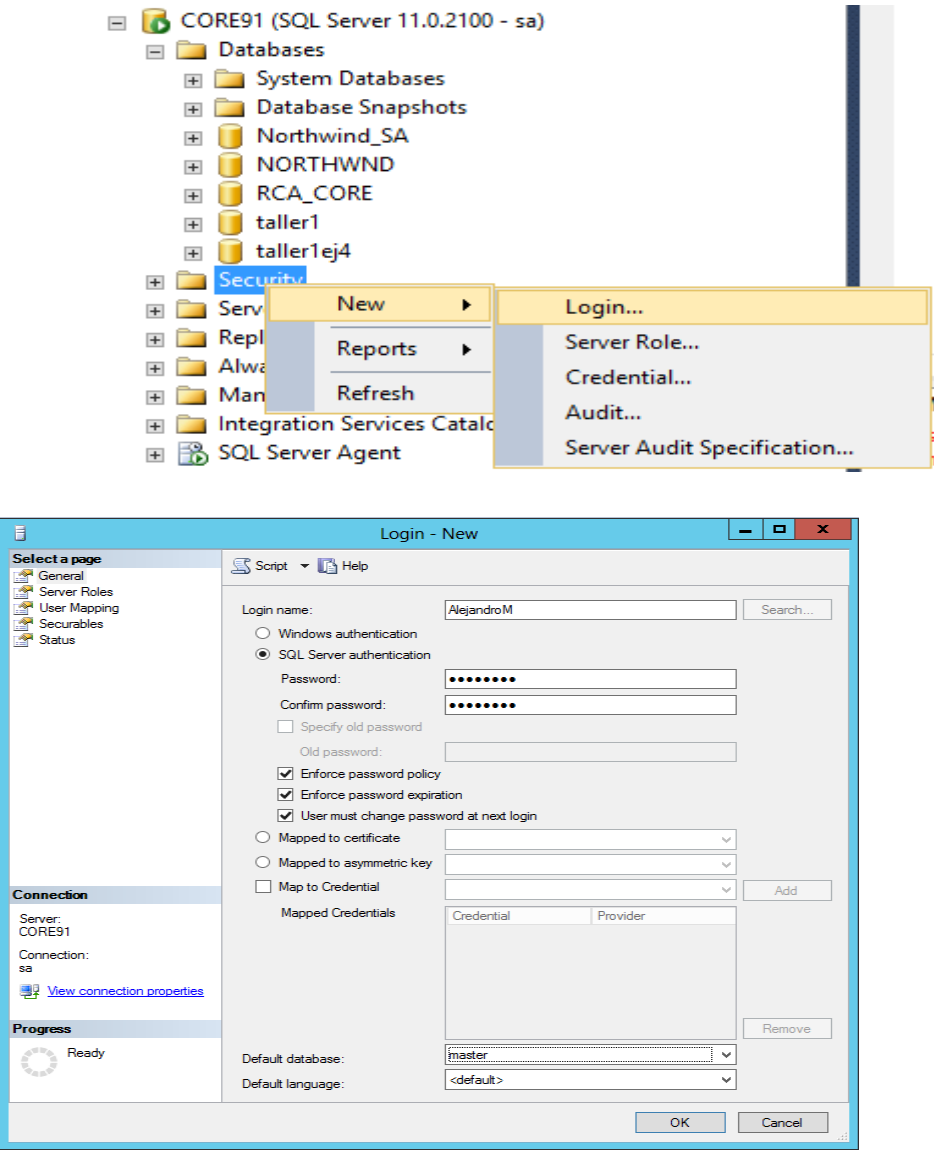 CORE91 (SQL Server 11.0.2100 - sa)
Databases
System Databases
Database Snapshots
Northwind_SA
NORTHWND
RCA_CORE
taller1
taller1ej4
Security
Serv
Repl
Alwa
Man
Integration Services Catalo
SQL Server Agent
New
Reports
Refresh
Login...
Server Role...
Credential...
Audit...
Server Audit Specification...
Login - New
Select a page
General
Server Roles
User Mapping
Securables
Status
Script
Help
Login name:
AlejandroM
Search...
Windows authentication
SQL Server authentication
Password:
●●●●●●●●
Confirm password:
●●●●●●●●
Specify old password
Old password:
Enforce password policy
Enforce password expiration
User must change password at next login
Mapped to certificate
Mapped to asymmetric key
Map to Credential
Add
Mapped Credentials
Credential
Provider
Remove
Default database:
master
Default language:
<default>
Connection
Server:
CORE91
Connection:
sa
View connection properties
Progress
Ready
OK
Cancel